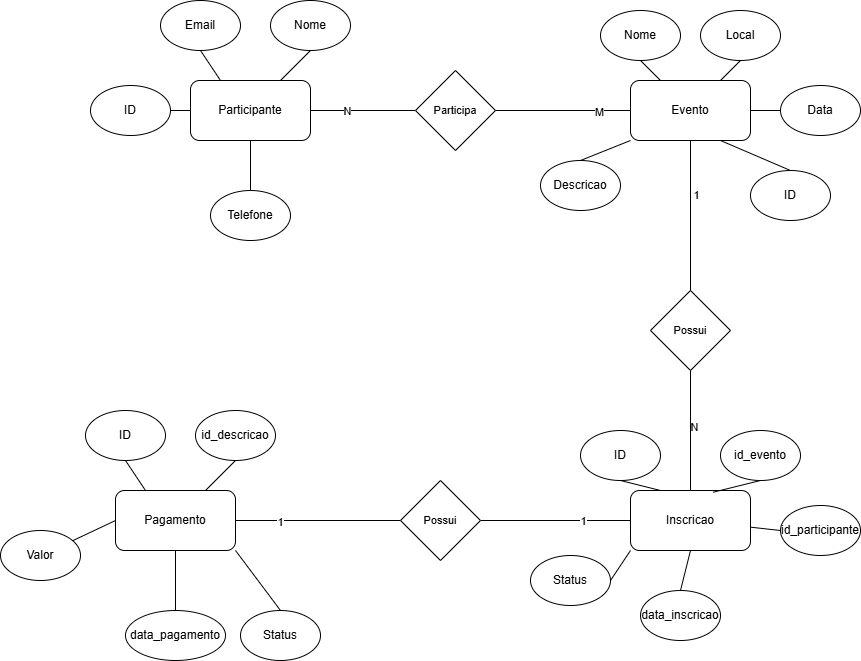 Email
Nome
Nome
Local
ID
Participante
N
Participa
M
Evento
Data
Descricao
ID
Telefone
1
Possui
N
ID
id_descricao
ID
id_evento
Pagamento
1
Possui
1
Inscricao
id_participante
Valor
Status
data_inscricao
data_pagamento
Status